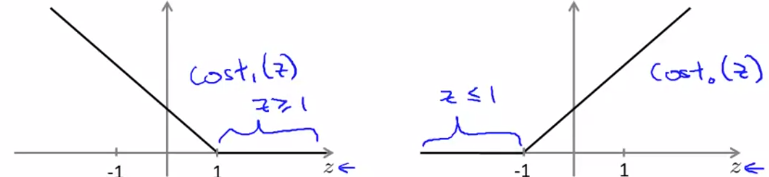 cost₁(z)
z ≥ 1
-1
1
z ←
cost₀(z)
z ≤ 1
-1
1
z ←